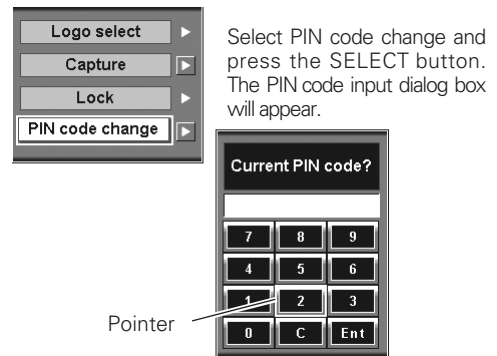 Logo select
Capture
Lock
PIN code change
Select PIN code change and
press the SELECT button.
The PIN code input dialog box
will appear.
Current PIN code?
7 8 9
4 5 6
1 2 3
0 C Ent
Pointer